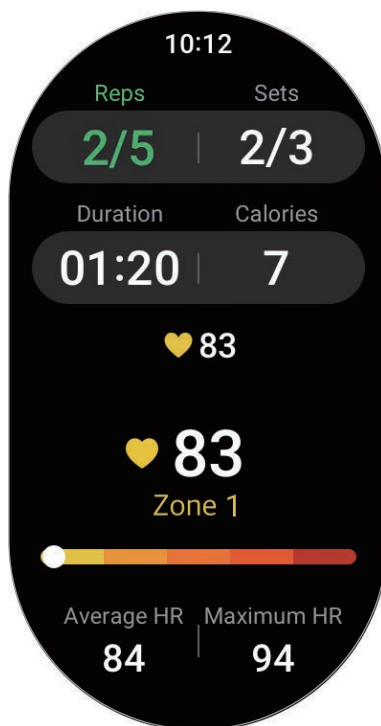 10:12
Reps Sets
2/5 2/3
Duration Calories
01:20 7
83
83
Zone 1
Average HR Maximum HR
84 94